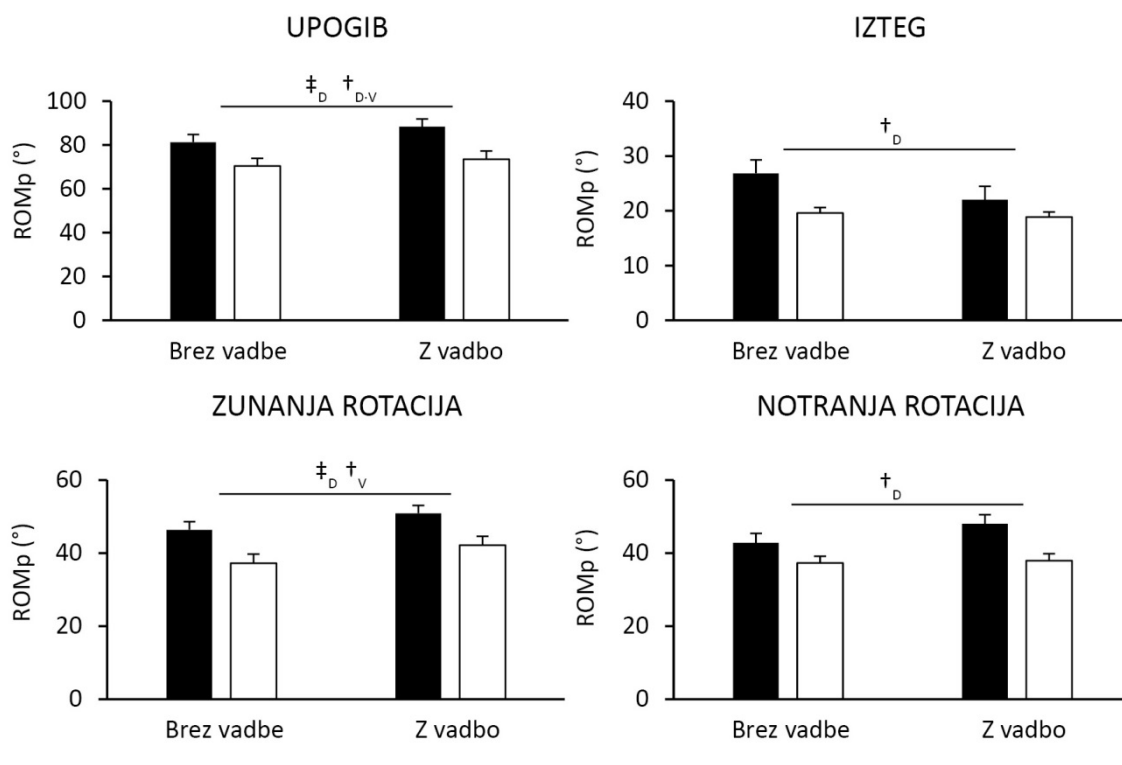 UPOGIB
‡D †D·V
ROMp (°)
100
80
60
40
20
0
Brez vadbe Z vadbo
IZTEG
†D
ROMp (°)
40
30
20
10
0
Brez vadbe Z vadbo
ZUNANJA ROTACIJA
‡D †V
ROMp (°)
60
40
20
0
Brez vadbe Z vadbo
NOTRANJA ROTACIJA
†D
ROMp (°)
60
40
20
0
Brez vadbe Z vadbo